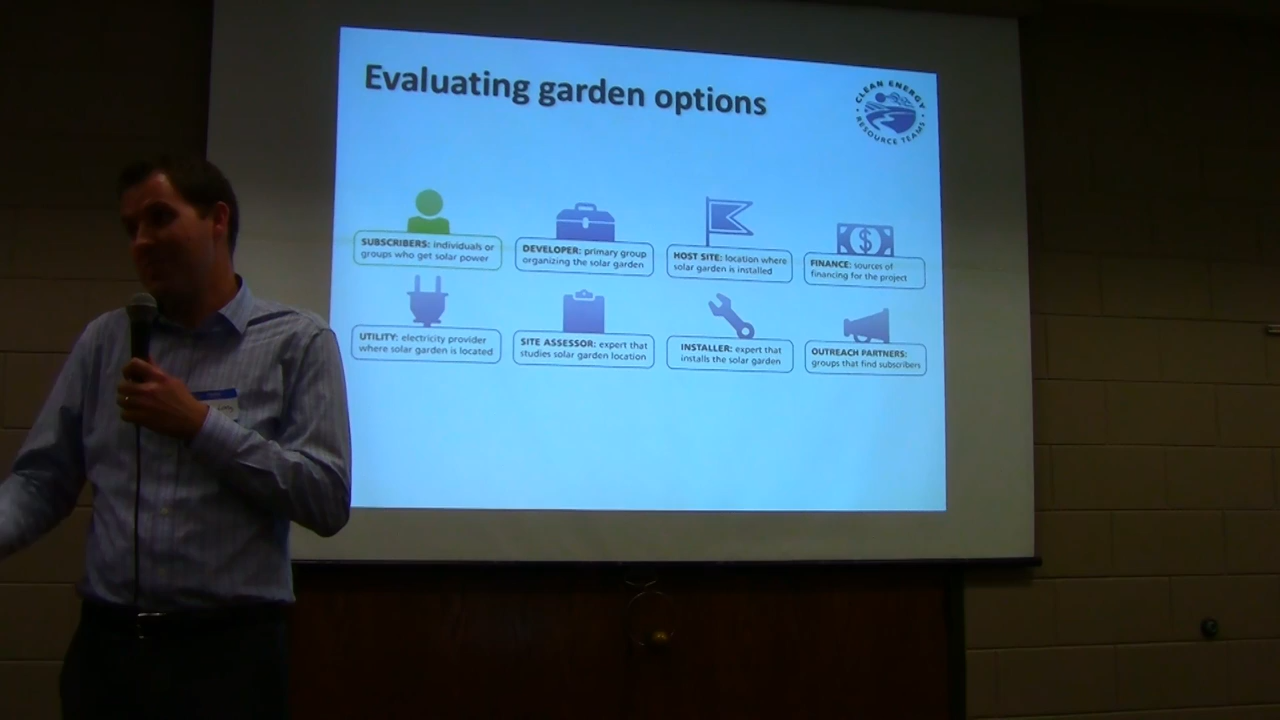 Evaluating garden options
CLEAN ENERGY
RESOURCE TEAMS
SUBSCRIBERS: individuals or
groups who get solar power
DEVELOPER: primary group
organizing the solar garden
HOST SITE: location where
solar garden is installed
FINANCE: sources of
financing for the project
UTILITY: electricity provider
where solar garden is located
SITE ASSESSOR: expert that
studies solar garden location
INSTALLER: expert that
installs the solar garden
OUTREACH PARTNERS:
groups that find subscribers